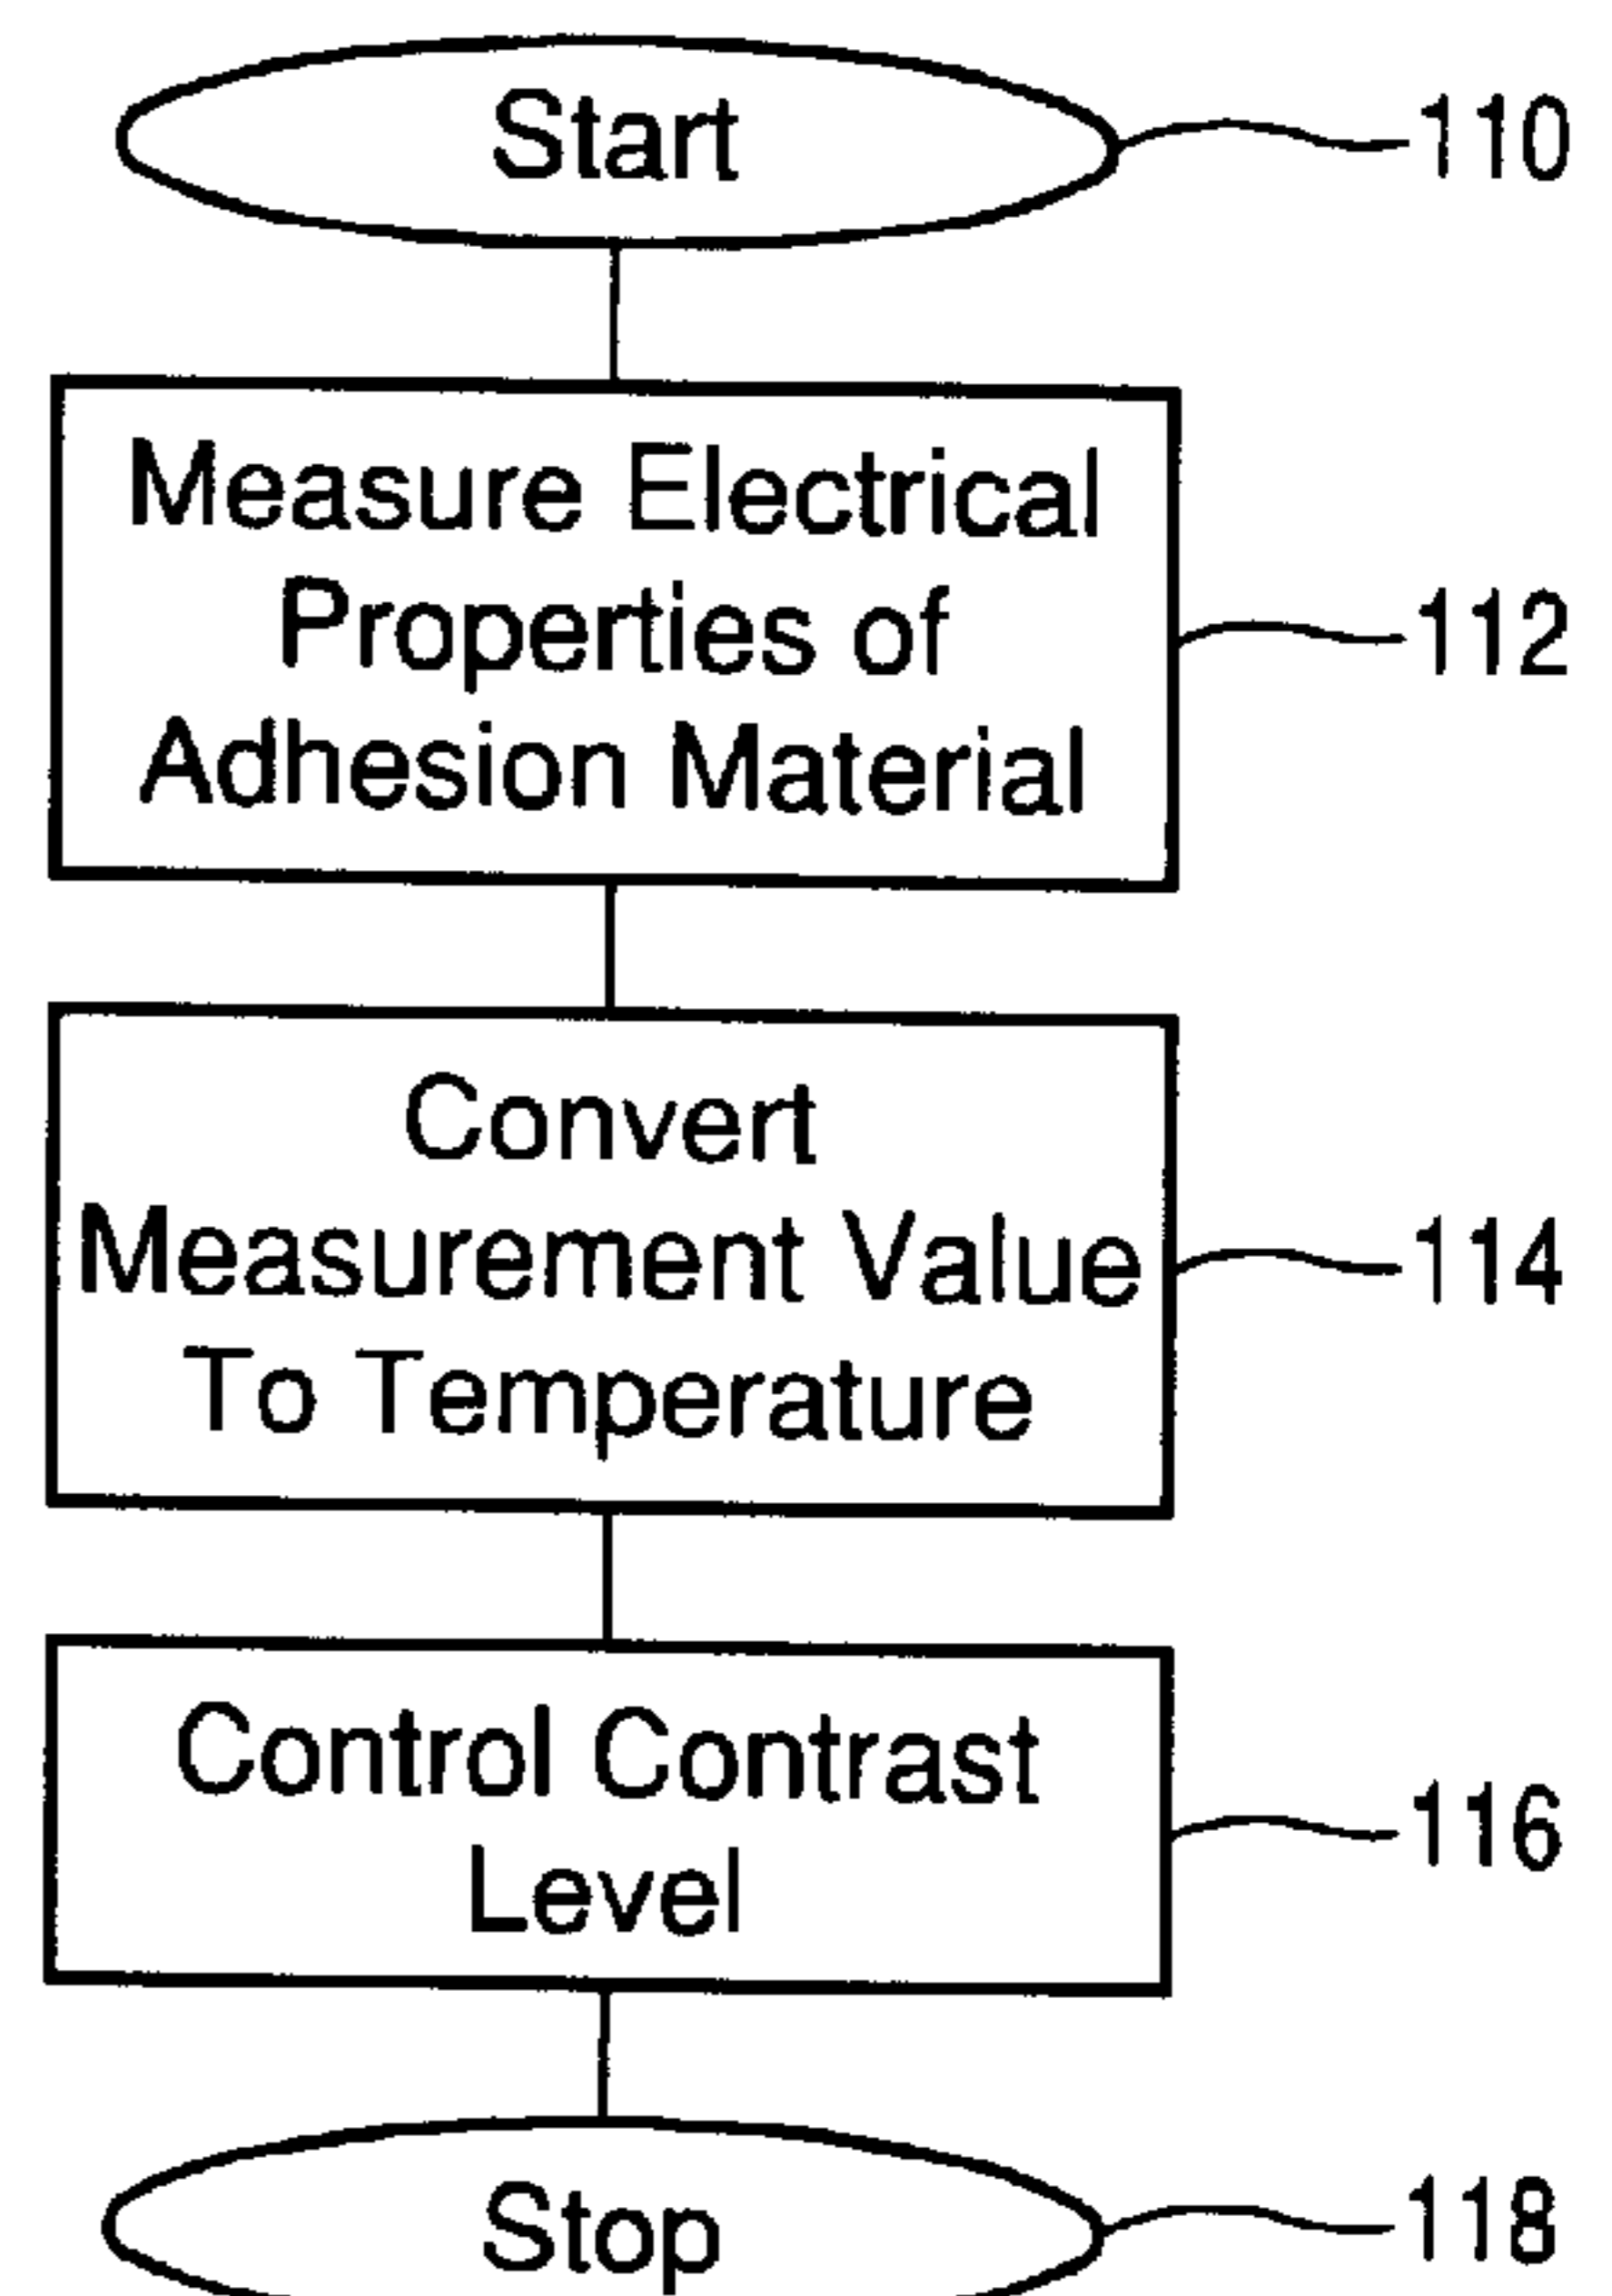 Start
110
Measure Electrical
Properties of
112
Adhesion Material
Convert
Measurement Value
114
To Temperature
Control Contrast
116
Level
Stop
118